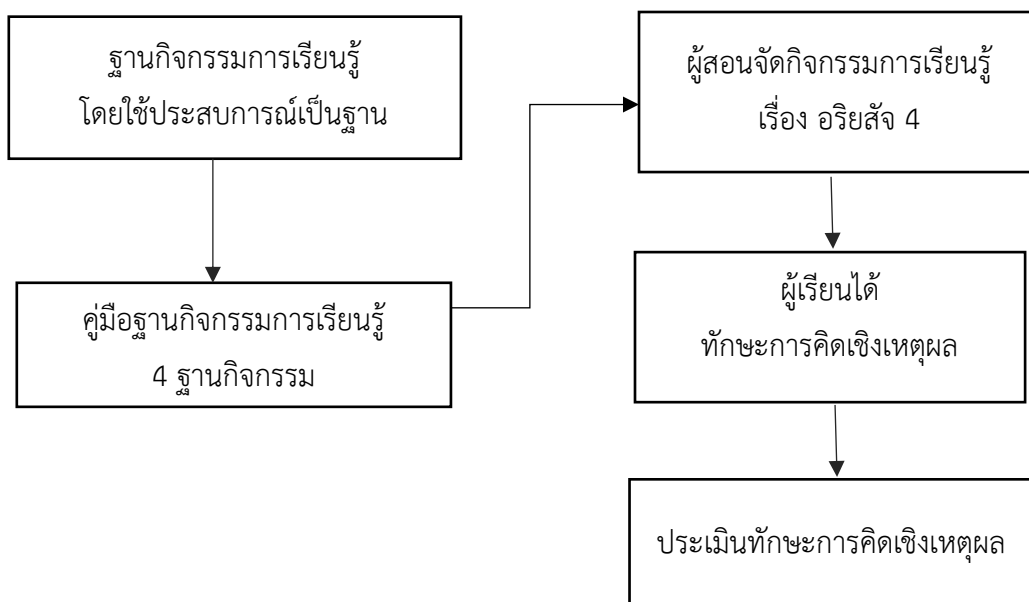 ฐานกิจกรรมการเรียนรู้
โดยใช้ประสบการณ์เป็นฐาน
คู่มือฐานกิจกรรมการเรียนรู้
4 ฐานกิจกรรม
ผู้สอนจัดกิจกรรมการเรียนรู้
เรื่อง อริยสัจ 4
ผู้เรียนได้
ทักษะการคิดเชิงเหตุผล
ประเมินทักษะการคิดเชิงเหตุผล